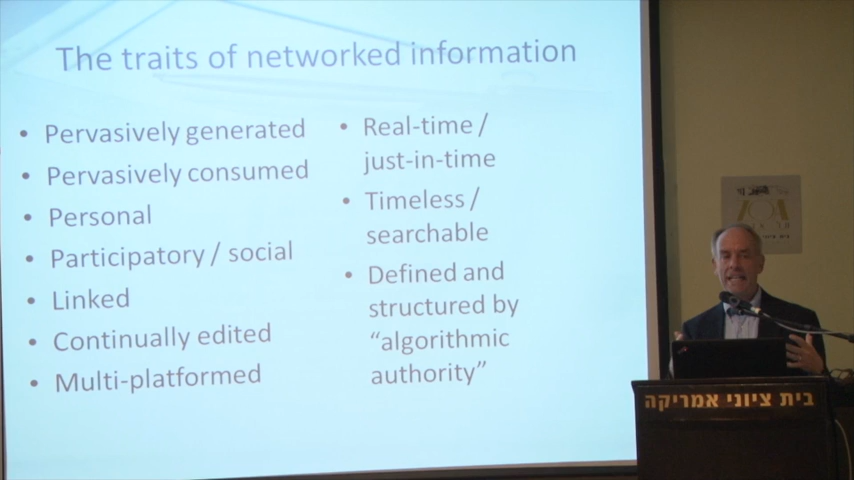 The traits of networked information
• Pervasively generated
• Pervasively consumed
• Personal
• Participatory / social
• Linked
• Continually edited
• Multi-platformed
• Real-time /
just-in-time
• Timeless /
searchable
• Defined and
structured by
“algorithmic
authority”
בית ציוני אמריקה